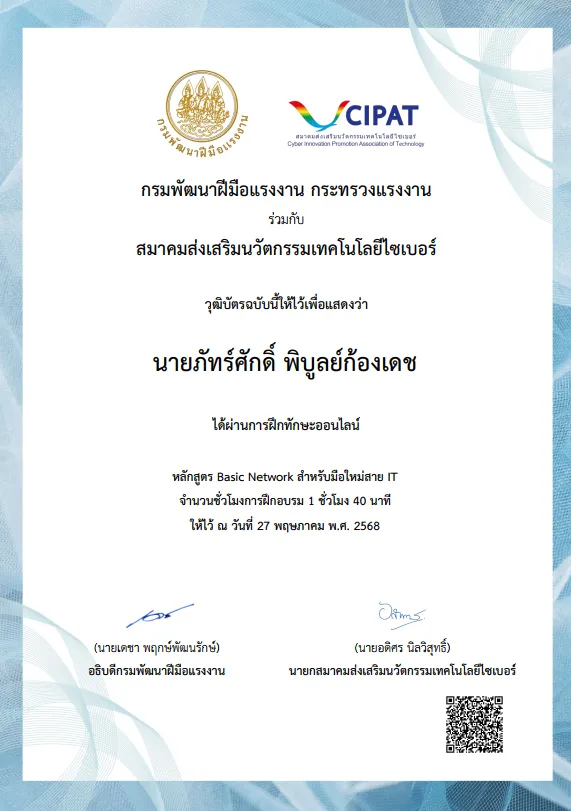 กรมพัฒนาฝีมือแรงงาน
CIPAT
สมาคมส่งเสริมนวัตกรรมเทคโนโลยีไซเบอร์
Cyber Innovation Promotion Association of Technology
กรมพัฒนาฝีมือแรงงาน กระทรวงแรงงาน
ร่วมกับ
สมาคมส่งเสริมนวัตกรรมเทคโนโลยีไซเบอร์
วุฒิบัตรฉบับนี้ให้ไว้เพื่อแสดงว่า
นายภัทร์ศักดิ์ พิบูลย์ก้องเดช
ได้ผ่านการฝึกทักษะออนไลน์
หลักสูตร Basic Network สำหรับมือใหม่สาย IT
จำนวนชั่วโมงการฝึกอบรม 1 ชั่วโมง 40 นาที
ให้ไว้ ณ วันที่ 27 พฤษภาคม พ.ศ. 2568
(นายเดชา พฤกษ์พัฒนรักษ์)
อธิบดีกรมพัฒนาฝีมือแรงงาน
(นายอดิศร นิลวิสุทธิ์)
นายกสมาคมส่งเสริมนวัตกรรมเทคโนโลยีไซเบอร์